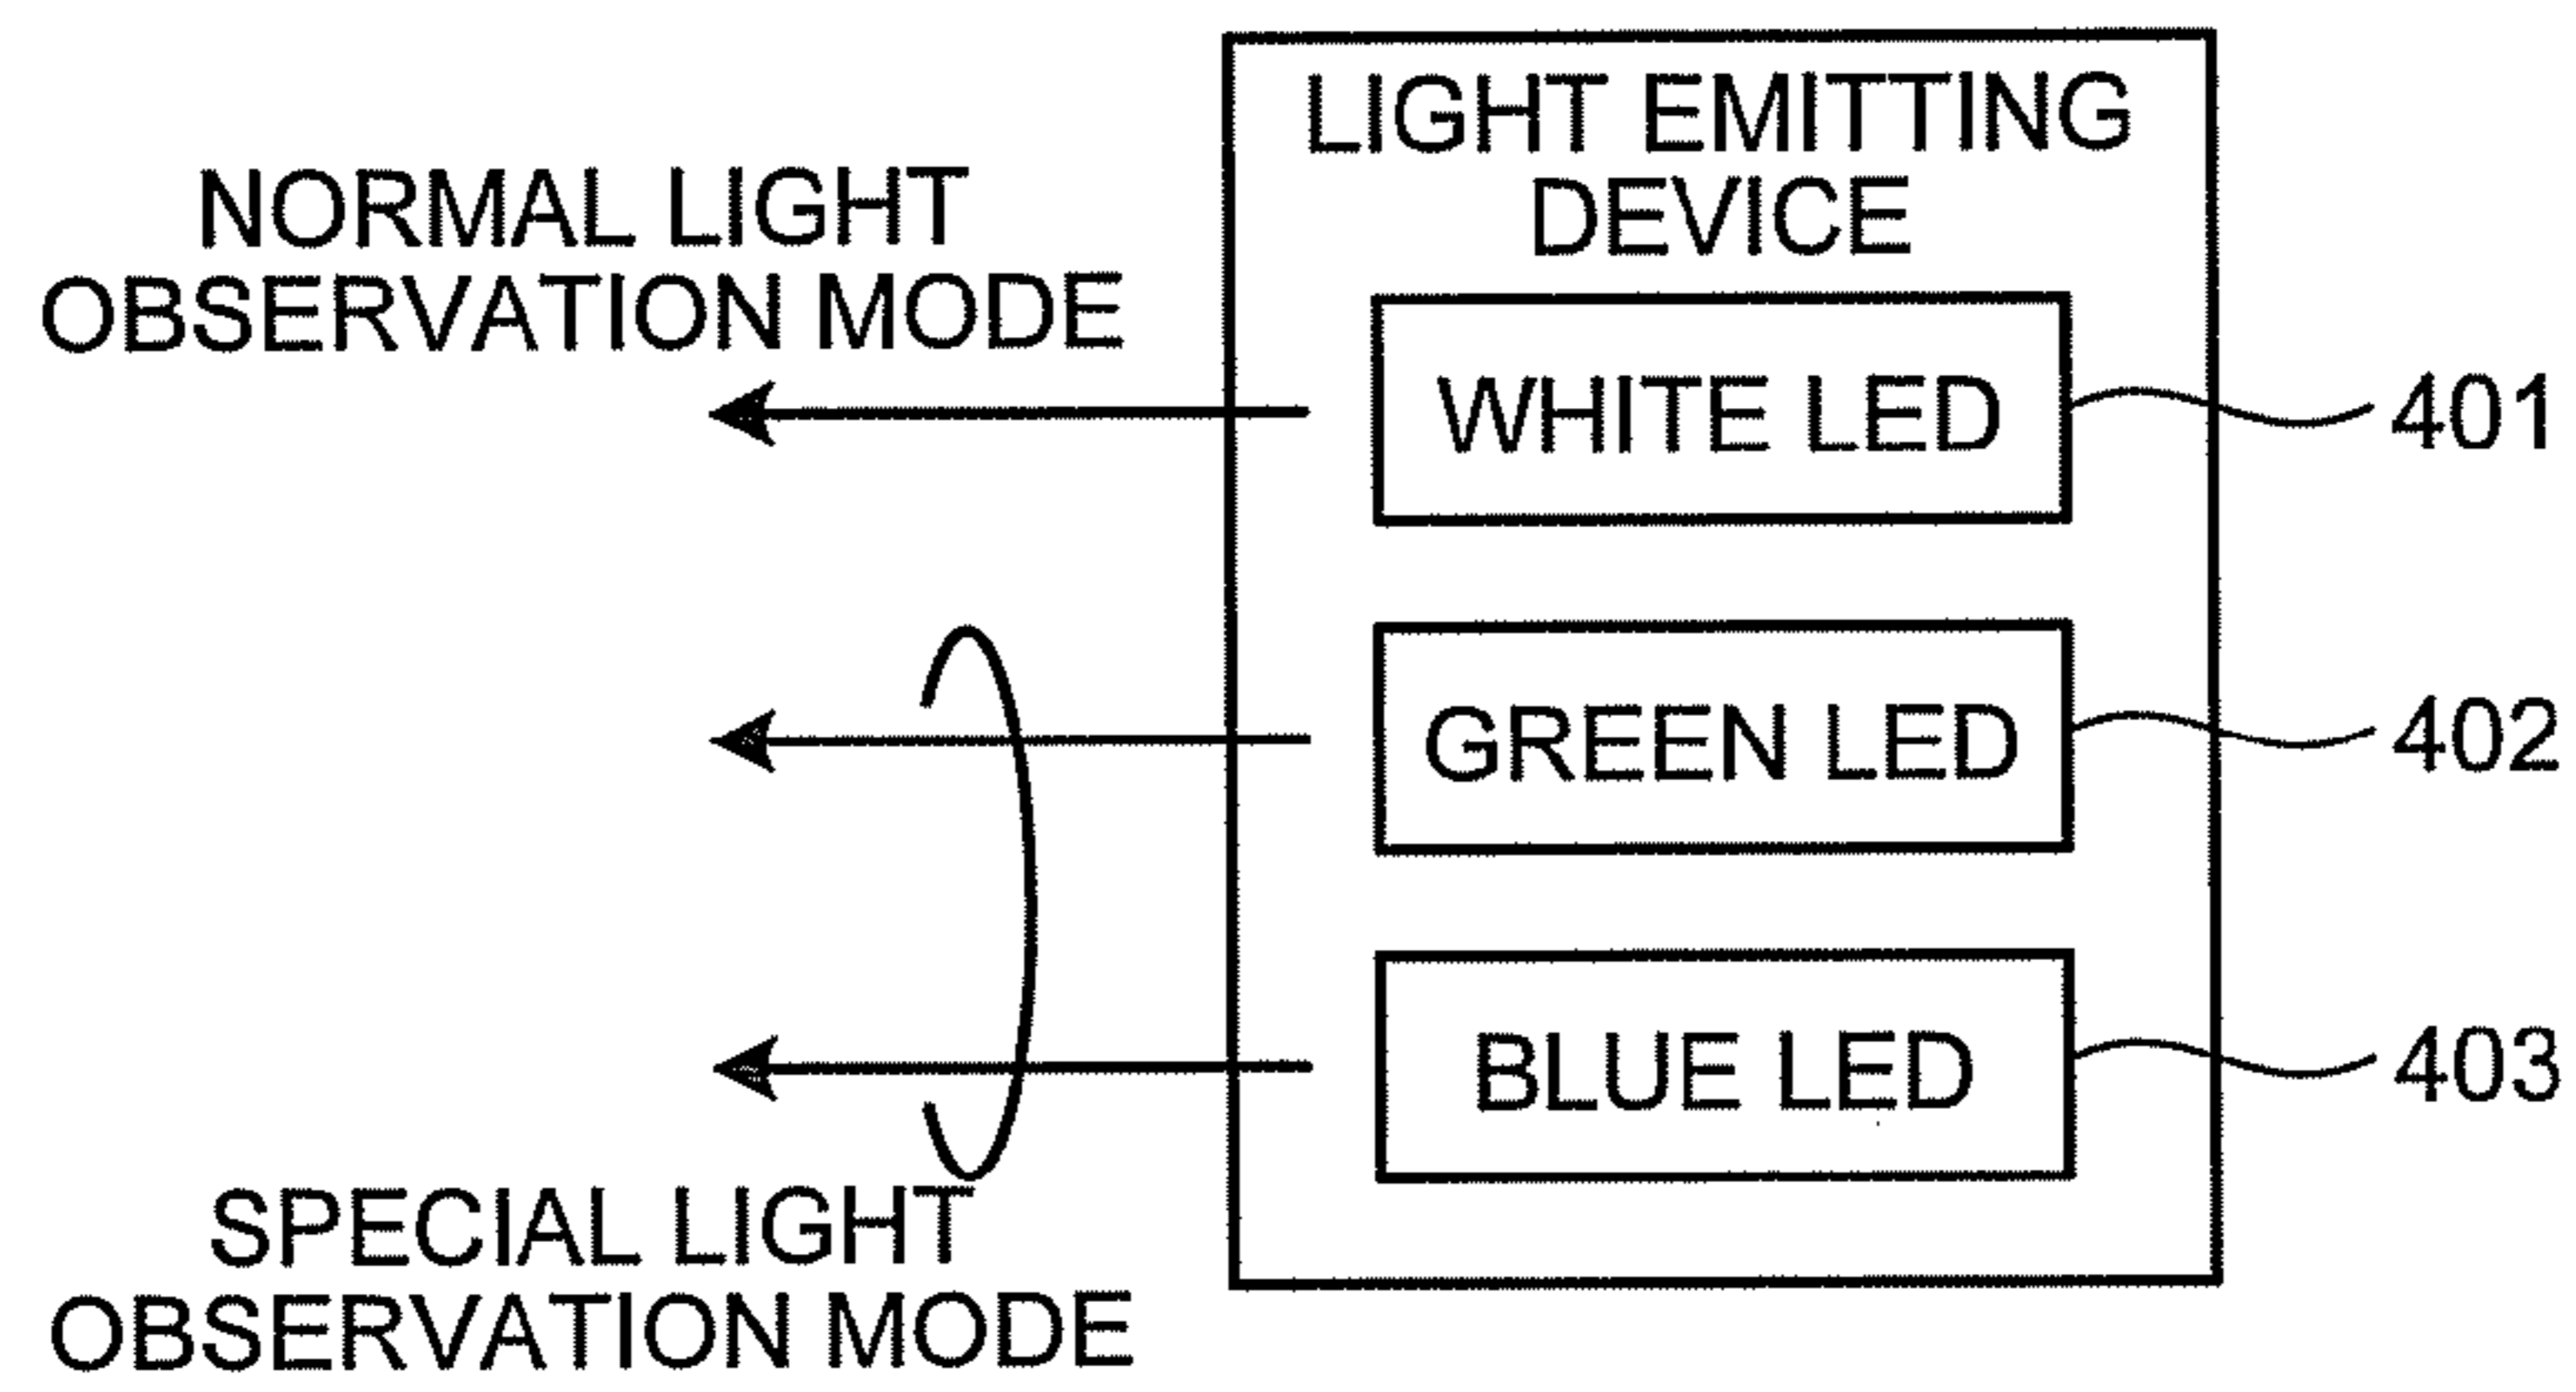 NORMAL LIGHT
OBSERVATION MODE
LIGHT EMITTING
DEVICE
WHITE LED
401
GREEN LED
402
BLUE LED
403
SPECIAL LIGHT
OBSERVATION MODE